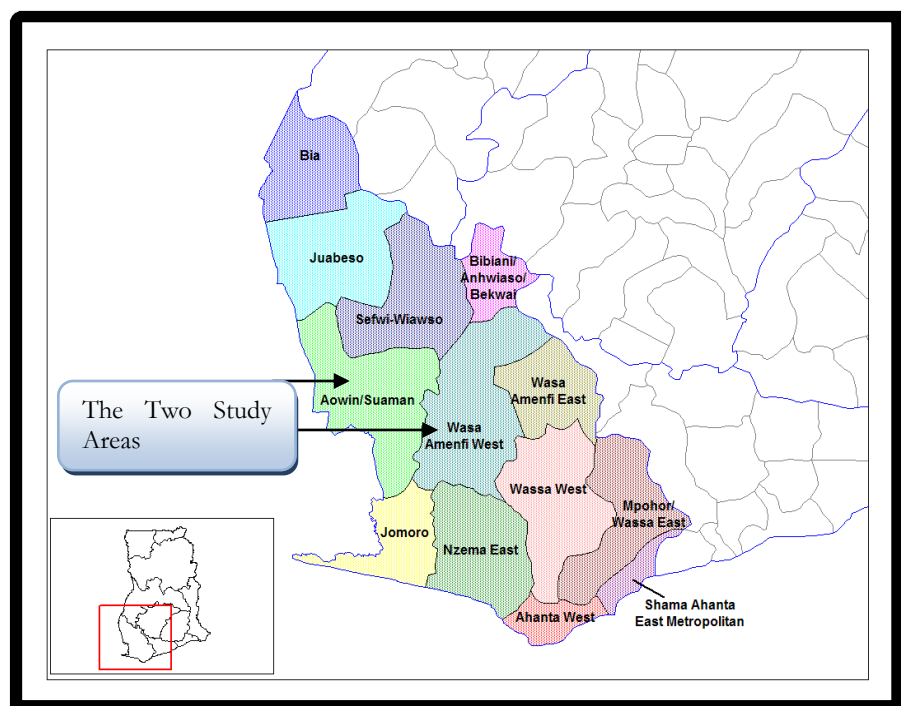 Bia
Juabeso
Bibiani/
Anhwiaso/
Bekwai
Sefwi-Wiawso
The Two Study
Areas
Aowin/Suaman
Wasa
Amenfi East
Wasa
Amenfi West
Wassa West
Mpohor/
Wassa East
Jomoro
Nzema East
Shama Ahanta
East Metropolitan
Ahanta West